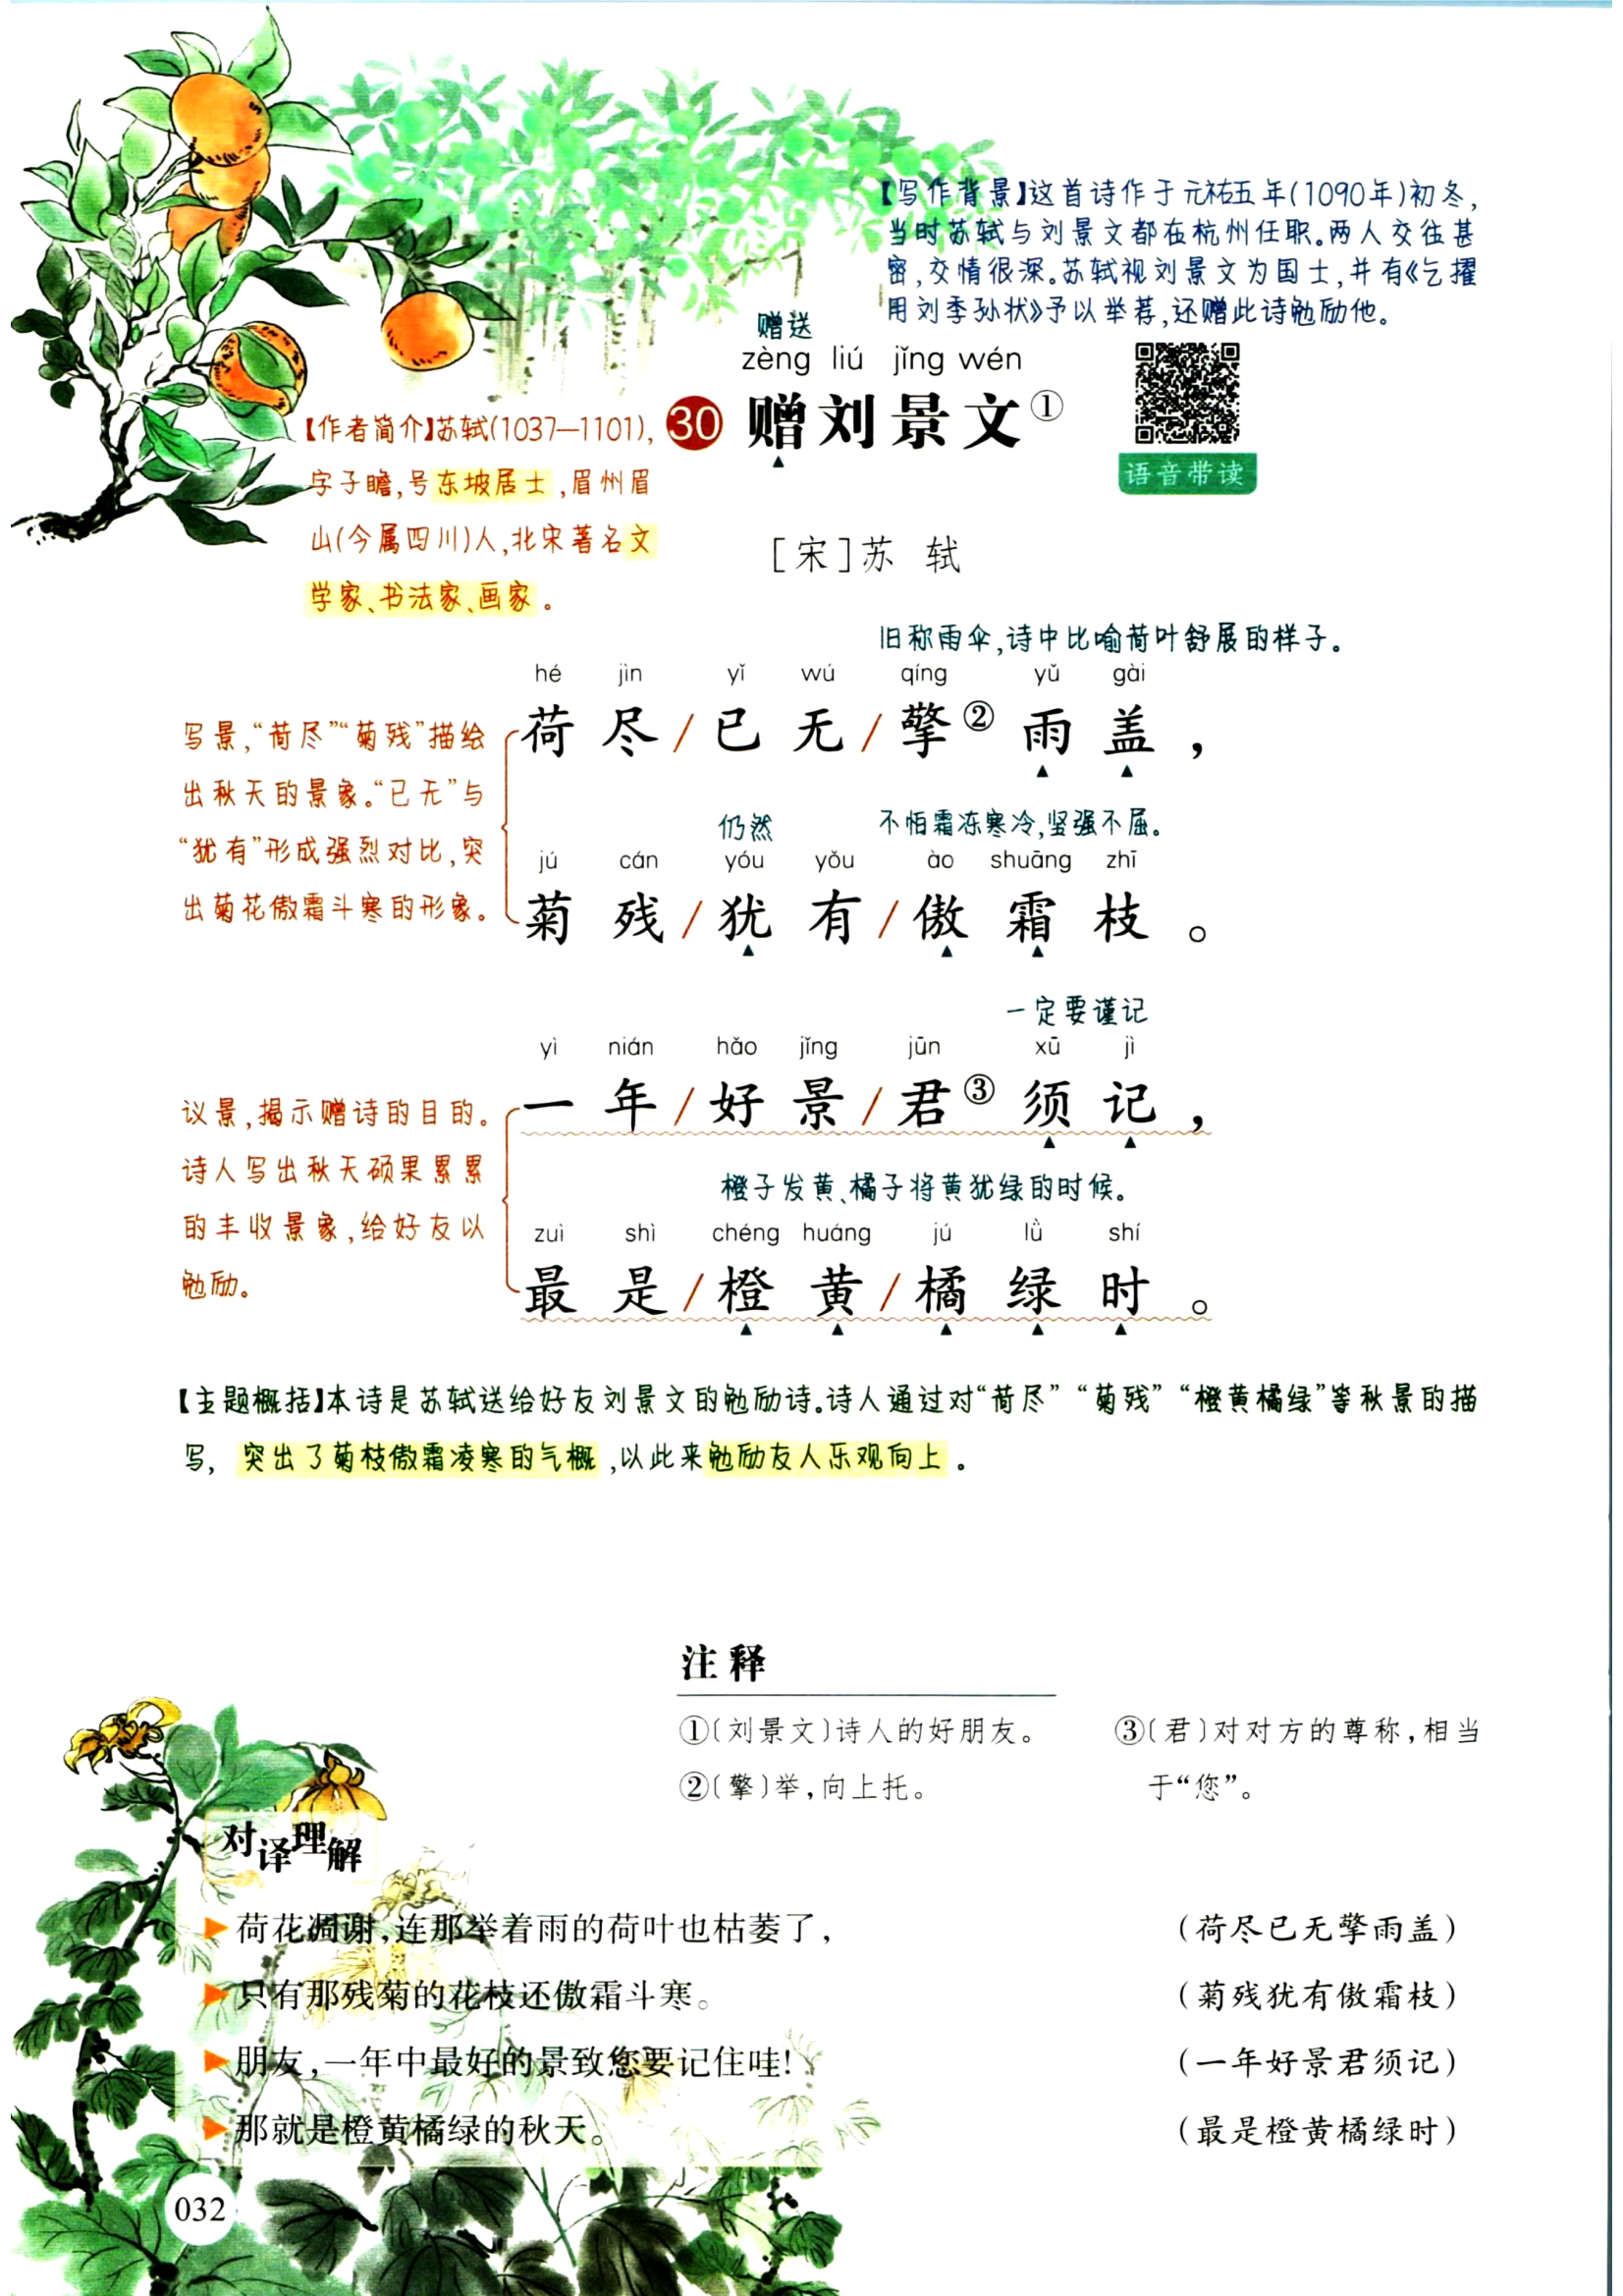 【写作背景】这首诗作于元祐五年(1090年)初冬,
当时苏轼与刘景文都在杭州任职。两人交往甚
密,交情很深。苏轼视刘景文为国士,并有《乞擢
用刘季孙状》予以举荐,还赠此诗勉励他。
赠送
zèng liú jǐng wén
30 赠刘景文①
语音带读
【作者简介】苏轼(1037—1101),
字子瞻,号东坡居士,眉州眉
山(今属四川)人,北宋著名文
学家、书法家、画家。
[宋]苏 轼
旧称雨伞,诗中比喻荷叶舒展的样子。
hé jìn yǐ wú qíng yǔ gài
荷尽/已无/擎②雨盖,
仍然 不怕霜冻寒冷,坚强不屈。
jú cán yóu yǒu ào shuāng zhī
菊残/犹有/傲霜枝。
写景,“荷尽”“菊残”描绘
出秋天的景象。“已无”与
“犹有”形成强烈对比,突
出菊花傲霜斗寒的形象。
一定要谨记
yì nián hǎo jǐng jūn xū jì
一年/好景/君③须记,
橙子发黄、橘子将黄犹绿的时候。
zuì shì chéng huáng jú lǜ shí
最是/橙黄/橘绿时。
议景,揭示赠诗的目的。
诗人写出秋天硕果累累
的丰收景象,给好友以
勉励。
【主题概括】本诗是苏轼送给好友刘景文的勉励诗。诗人通过对“荷尽”“菊残”“橙黄橘绿”等秋景的描
写,突出了菊枝傲霜凌寒的气概,以此来勉励友人乐观向上。
注释
①〔刘景文〕诗人的好朋友。
②〔擎〕举,向上托。
③〔君〕对对方的尊称,相当
于“您”。
对译理解
荷花凋谢,连那举着雨的荷叶也枯萎了, (荷尽已无擎雨盖)
只有那残菊的花枝还傲霜斗寒。 (菊残犹有傲霜枝)
朋友,一年中最好的景致您要记住哇! (一年好景君须记)
那就是橙黄橘绿的秋天。 (最是橙黄橘绿时)
032